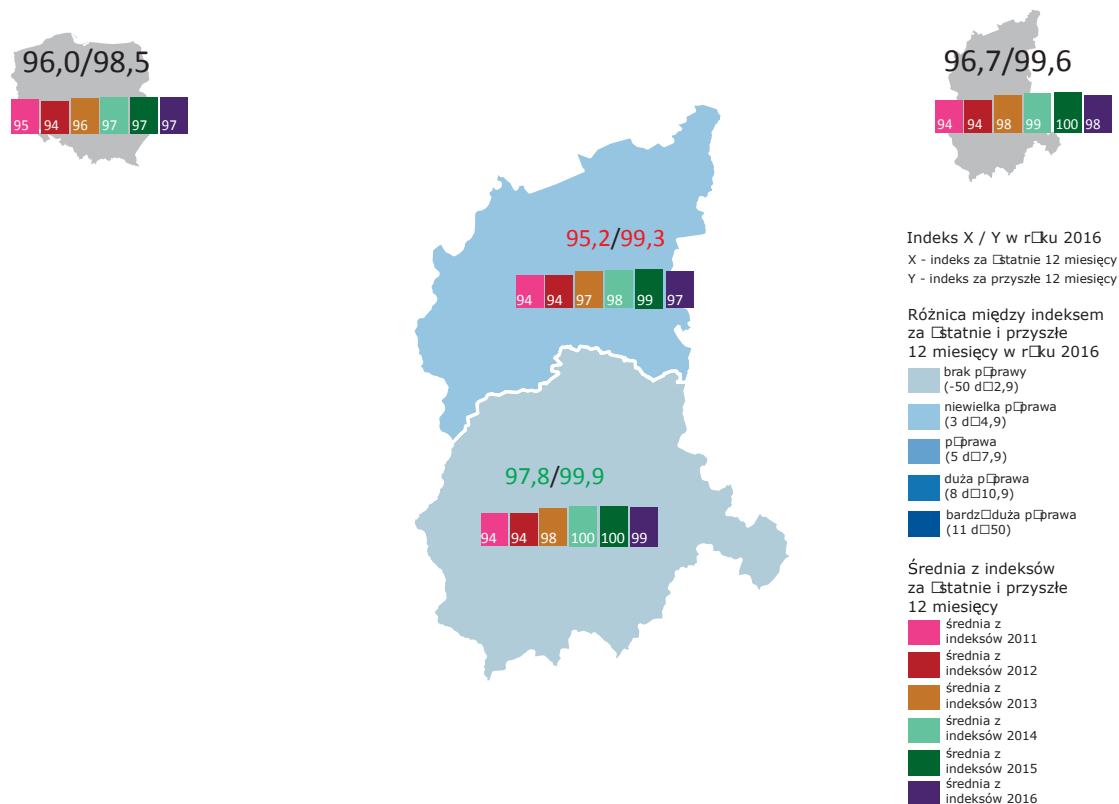 96,0/98,5
95 94 96 97 97 97
96,7/99,6
94 94 98 99 100 98
95,2/99,3
94 94 97 98 99 97
97,8/99,9
94 94 98 100 100 99
Indeks X / Y w r□ku 2016
X - indeks za □statnie 12 miesięcy
Y - indeks za przyszłe 12 miesięcy
Różnica między indeksem
za □statnie i przyszłe
12 miesięcy w r□ku 2016
brak p□prawy
(-50 d□2,9)
niewielka p□prawa
(3 d□4,9)
p□prawa
(5 d□7,9)
duża p□prawa
(8 d□10,9)
bardz□duża p□prawa
(11 d□50)
Średnia z indeksów
za □statnie i przyszłe
12 miesięcy
średnia z
indeksów 2011
średnia z
indeksów 2012
średnia z
indeksów 2013
średnia z
indeksów 2014
średnia z
indeksów 2015
średnia z
indeksów 2016